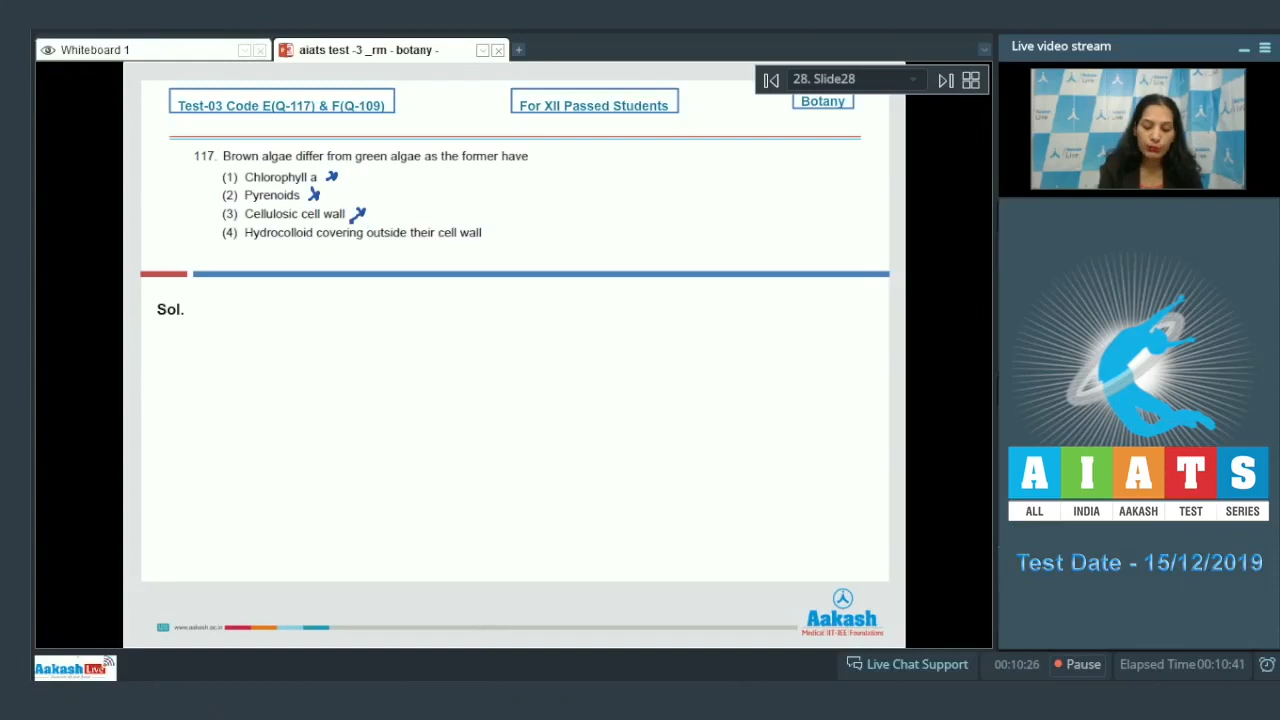 Whiteboard 1
aiats test -3 _rm - botany -
Live video stream
28. Slide28
Test-03 Code E(Q-117) & F(Q-109)
For XII Passed Students
Botany
117. Brown algae differ from green algae as the former have
(1) Chlorophyll a
(2) Pyrenoids
(3) Cellulosic cell wall
(4) Hydrocolloid covering outside their cell wall
Sol.
A I A T S
ALL INDIA AAKASH TEST SERIES
Test Date - 15/12/2019
www.aakash.ac.in
Aakash
Medical|IIT-JEE|Foundations
Aakash Live
Live Chat Support
00:10:26
Pause
Elapsed Time 00:10:41